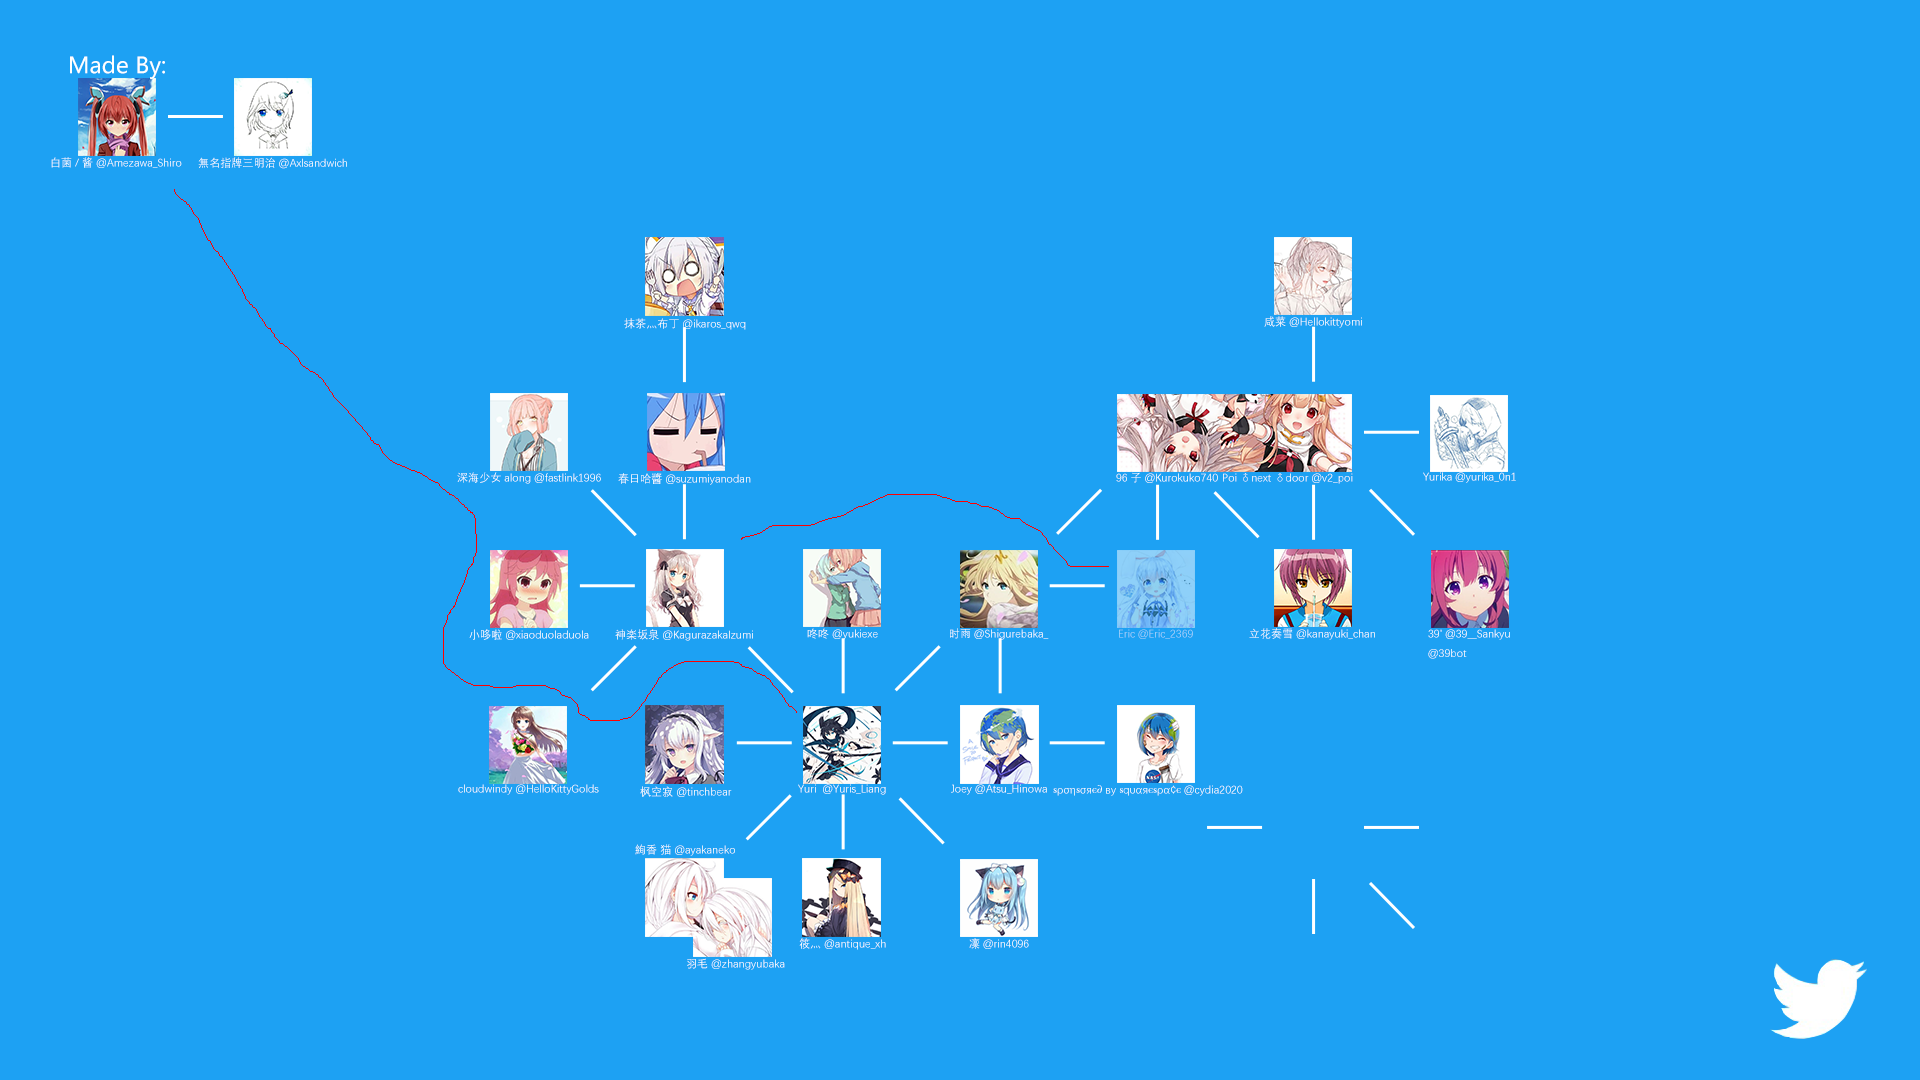 Made By:
白菌 / 酱 @Amezawa_Shiro
無名指牌三明治 @Axlsandwich
抹茶灬布丁 @ikaros_qwq
咸菜 @Hellokittyomi
深海少女 along @fastlink1996
春日哈醬 @suzumiyanodan
96 子 @Kurokuko740
Poi ♁next ♁door @v2_poi
Yurika @yurika_0n1
小哆啦 @xiaoduoladuola
神楽坂泉 @KagurazakaIzumi
咚咚 @yukiexe
时雨 @Shigurebaka_
Eric @Eric_2369
立花奏雪 @kanayuki_chan
39' @39__Sankyu
@39bot
cloudwindy @HelloKittyGolds
枫空寂 @tinchbear
Yuri @Yuris_Liang
Joey @Atsu_Hinowa
@cydia2020
絢香 猫 @ayakaneko
羽毛 @zhangyubaka
筱灬 @antique_xh
凜 @rin4096